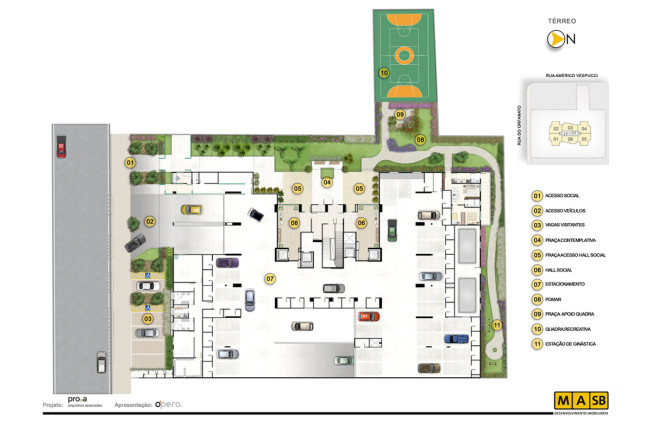 TÉRREO
N
RUA AMÉRICO VESPUCCI
RUA DO ORFANATO
02 03 04
01 06 05
10
09
08
01
05
04
05
02
06
06
07
03
11
01 ACESSO SOCIAL
02 ACESSO VEÍCULOS
03 VAGAS VISITANTES
04 PRAÇA CONTEMPLATIVA
05 PRAÇA ACESSO HALL SOCIAL
06 HALL SOCIAL
07 ESTACIONAMENTO
08 POMAR
09 PRAÇA APOIO QUADRA
10 QUADRA RECREATIVA
11 ESTAÇÃO DE GINÁSTICA
Projeto: pro.a
arquitetos associados
Apresentação: Opero.
MASB
DESENVOLVIMENTO IMOBILIÁRIO